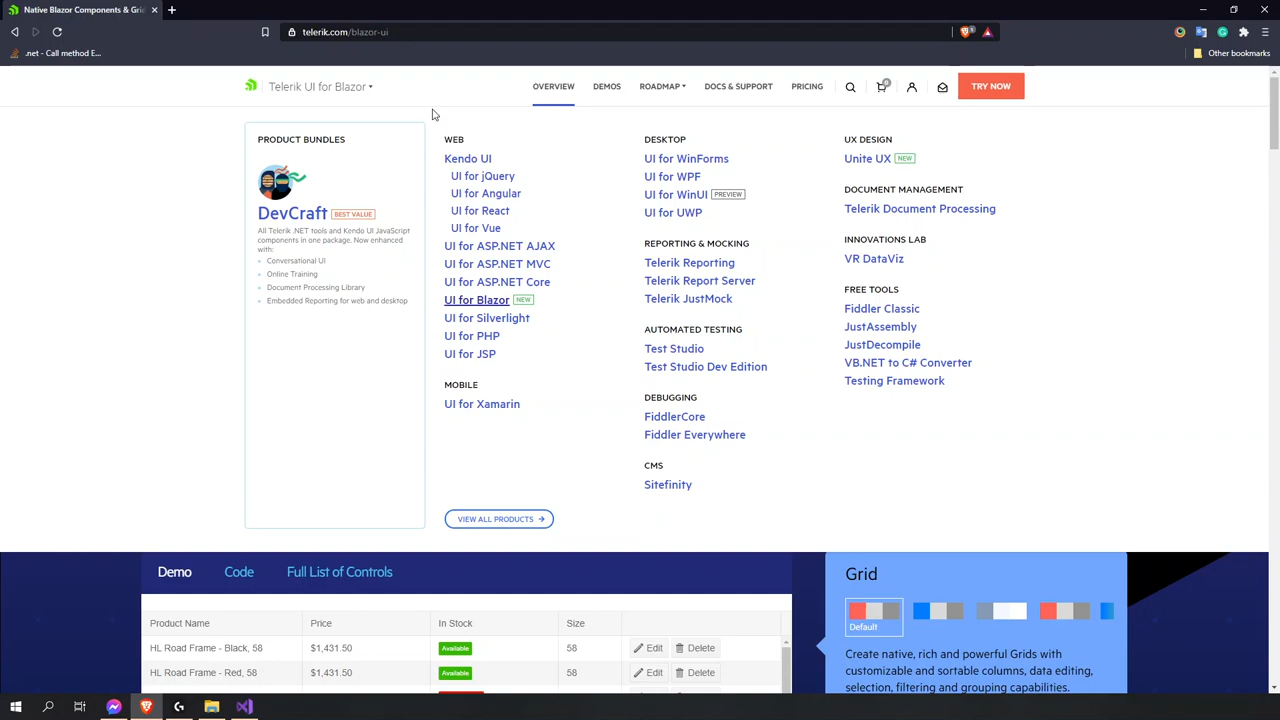 Native Blazor Components & Grid
telerik.com/blazor-ui
.net - Call method E...
Other bookmarks
Telerik UI for Blazor
OVERVIEW
DEMOS
ROADMAP
DOCS & SUPPORT
PRICING
0
TRY NOW
PRODUCT BUNDLES
DevCraft BEST VALUE
All Telerik .NET tools and Kendo UI JavaScript
components in one package. Now enhanced
with:
Conversational UI
Online Training
Document Processing Library
Embedded Reporting for web and desktop
WEB
Kendo UI
UI for jQuery
UI for Angular
UI for React
UI for Vue
UI for ASP.NET AJAX
UI for ASP.NET MVC
UI for ASP.NET Core
UI for Blazor NEW
UI for Silverlight
UI for PHP
UI for JSP
MOBILE
UI for Xamarin
VIEW ALL PRODUCTS
DESKTOP
UI for WinForms
UI for WPF
UI for WinUI PREVIEW
UI for UWP
REPORTING & MOCKING
Telerik Reporting
Telerik Report Server
Telerik JustMock
AUTOMATED TESTING
Test Studio
Test Studio Dev Edition
DEBUGGING
FiddlerCore
Fiddler Everywhere
CMS
Sitefinity
UX DESIGN
Unite UX NEW
DOCUMENT MANAGEMENT
Telerik Document Processing
INNOVATIONS LAB
VR DataViz
FREE TOOLS
Fiddler Classic
JustAssembly
JustDecompile
VB.NET to C# Converter
Testing Framework
Demo
Code
Full List of Controls
Product Name
Price
In Stock
Size
HL Road Frame - Black, 58
$1,431.50
Available
58
Edit
Delete
HL Road Frame - Red, 58
$1,431.50
Available
58
Edit
Delete
Grid
Default
Create native, rich and powerful Grids with
customizable and sortable columns, data editing,
selection, filtering and grouping capabilities.